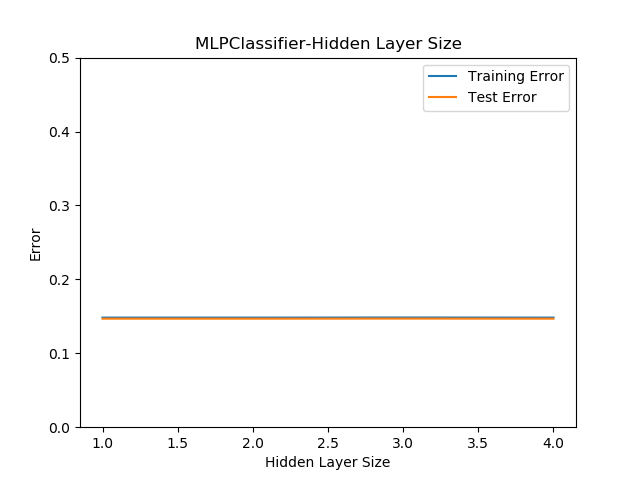 MLPClassifier-Hidden Layer Size
0.5
Training Error
Test Error
0.4
0.3
Error
0.2
0.1
0.0
1.0 1.5 2.0 2.5 3.0 3.5 4.0
Hidden Layer Size